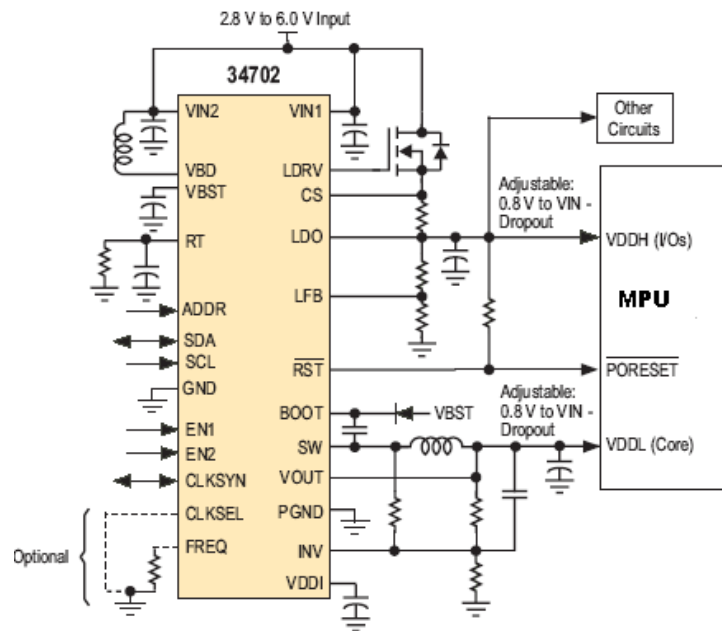 2.8 V to 6.0 V Input
34702
VIN2
VIN1
Other
Circuits
VBD
LDRV
VBST
CS
Adjustable:
0.8 V to VIN -
Dropout
RT
LDO
VDDH (I/Os)
LFB
MPU
ADDR
SDA
SCL
RST
PORESET
GND
Adjustable:
0.8 V to VIN -
Dropout
BOOT
VBST
EN1
EN2
SW
VDDL (Core)
CLKSYN
VOUT
CLKSEL
PGND
Optional
FREQ
INV
VDDI